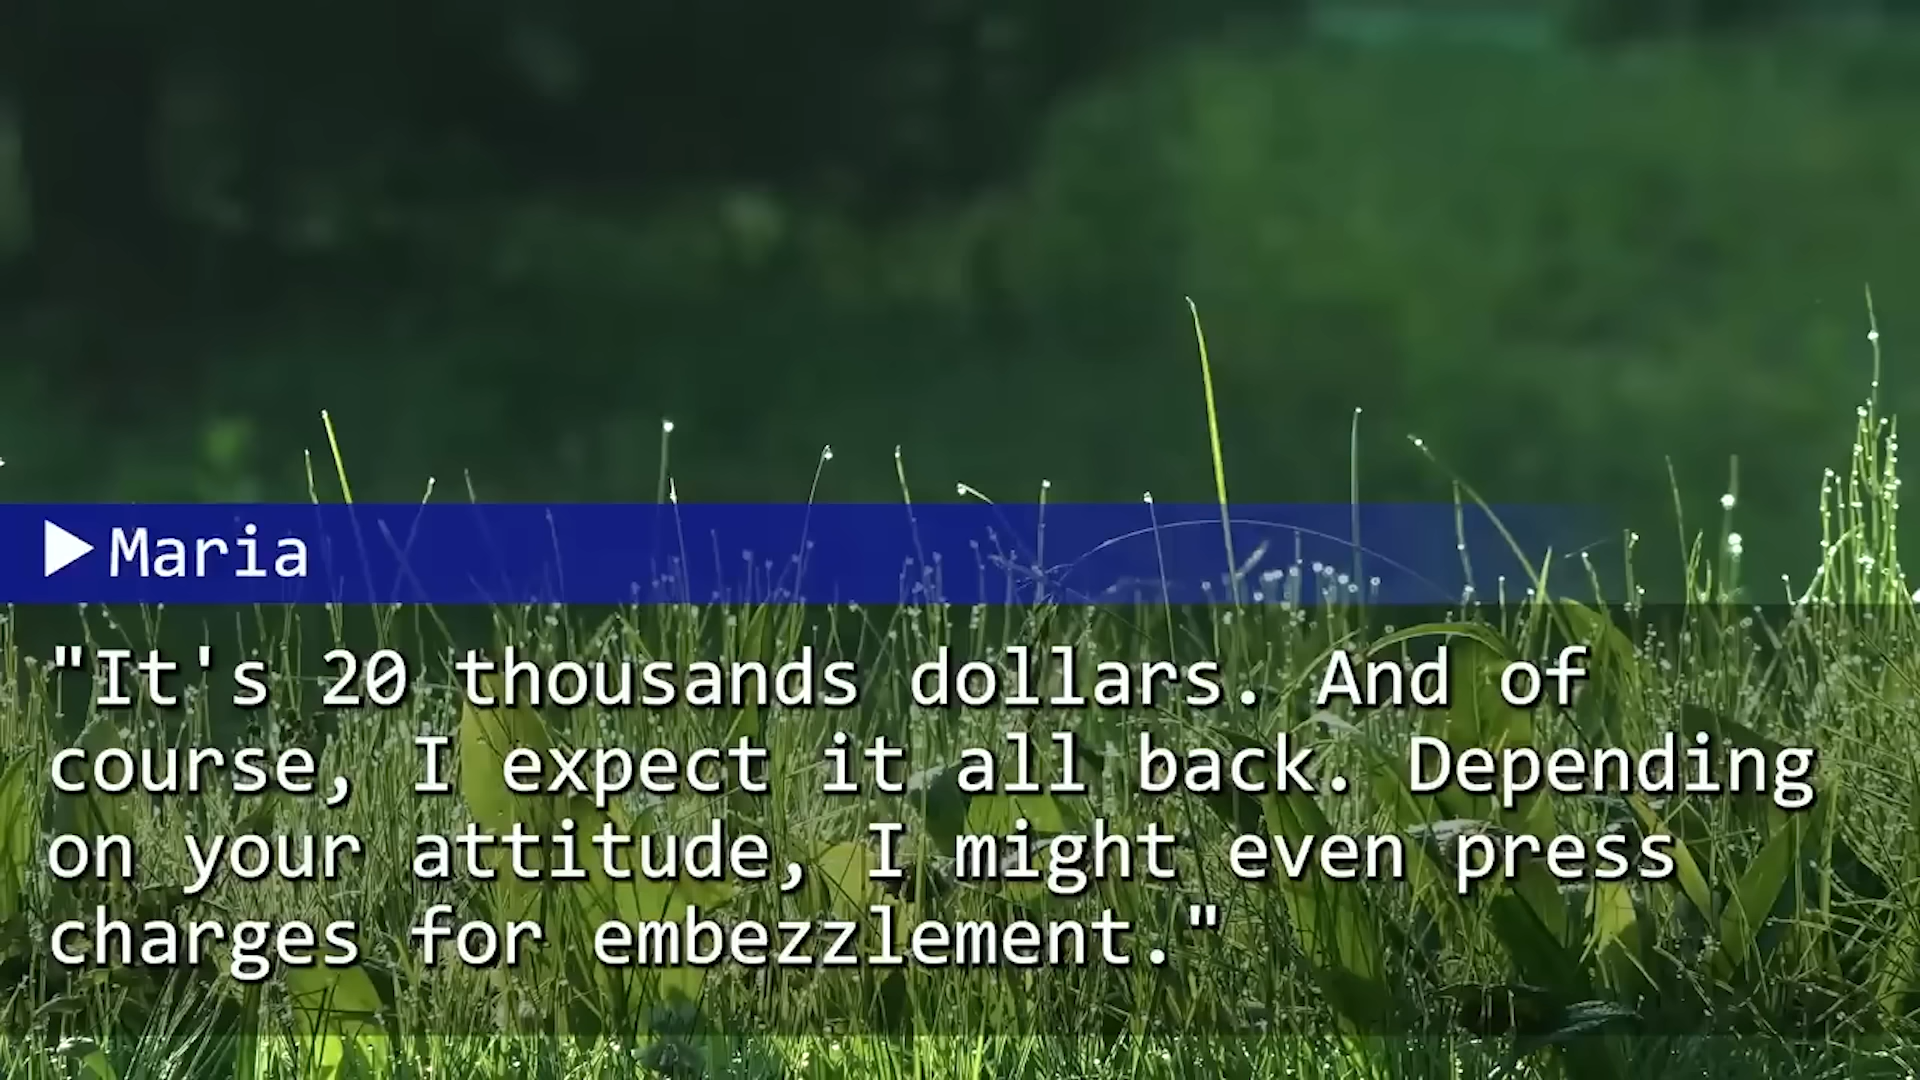 ▶Maria
"It's 20 thousands dollars. And of
course, I expect it all back. Depending
on your attitude, I might even press
charges for embezzlement."